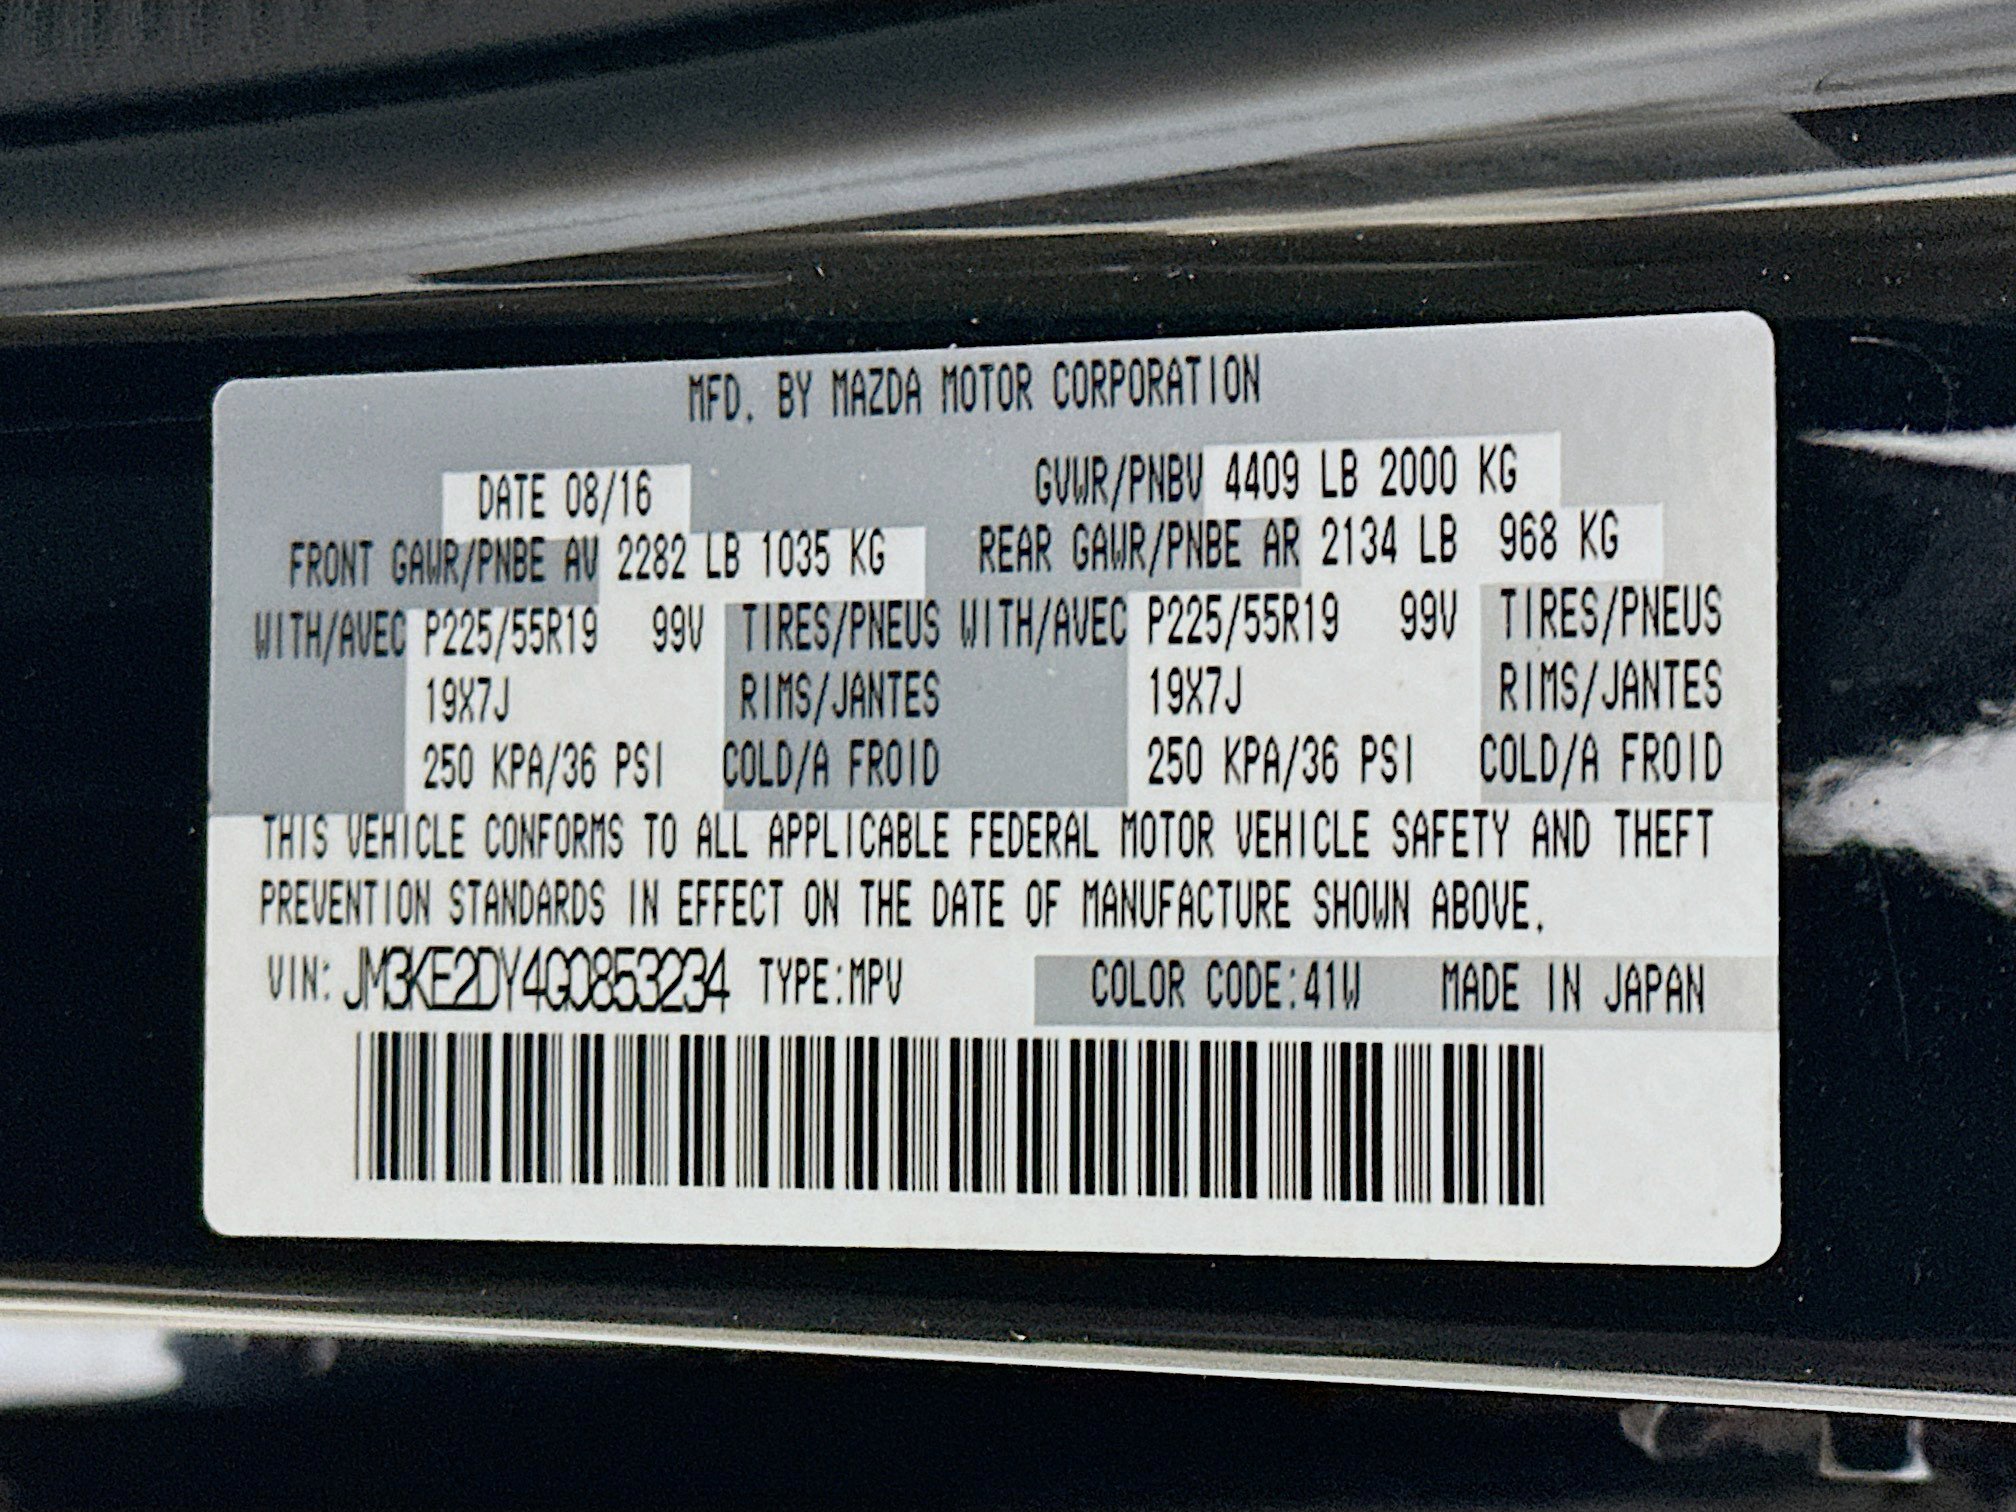 MFD. BY MAZDA MOTOR CORPORATION
DATE 08/16 GVWR/PNBV 4409 LB 2000 KG
FRONT GAWR/PNBE AV 2282 LB 1035 KG REAR GAWR/PNBE AR 2134 LB 968 KG
WITH/AVEC P225/55R19 99V TIRES/PNEUS WITH/AVEC P225/55R19 99V TIRES/PNEUS
19X7J RIMS/JANTES 19X7J RIMS/JANTES
250 KPA/36 PSI COLD/A FROID 250 KPA/36 PSI COLD/A FROID
THIS VEHICLE CONFORMS TO ALL APPLICABLE FEDERAL MOTOR VEHICLE SAFETY AND THEFT
PREVENTION STANDARDS IN EFFECT ON THE DATE OF MANUFACTURE SHOWN ABOVE.
VIN: JM3KE2DY4G0853234 TYPE:MPV COLOR CODE:41W MADE IN JAPAN